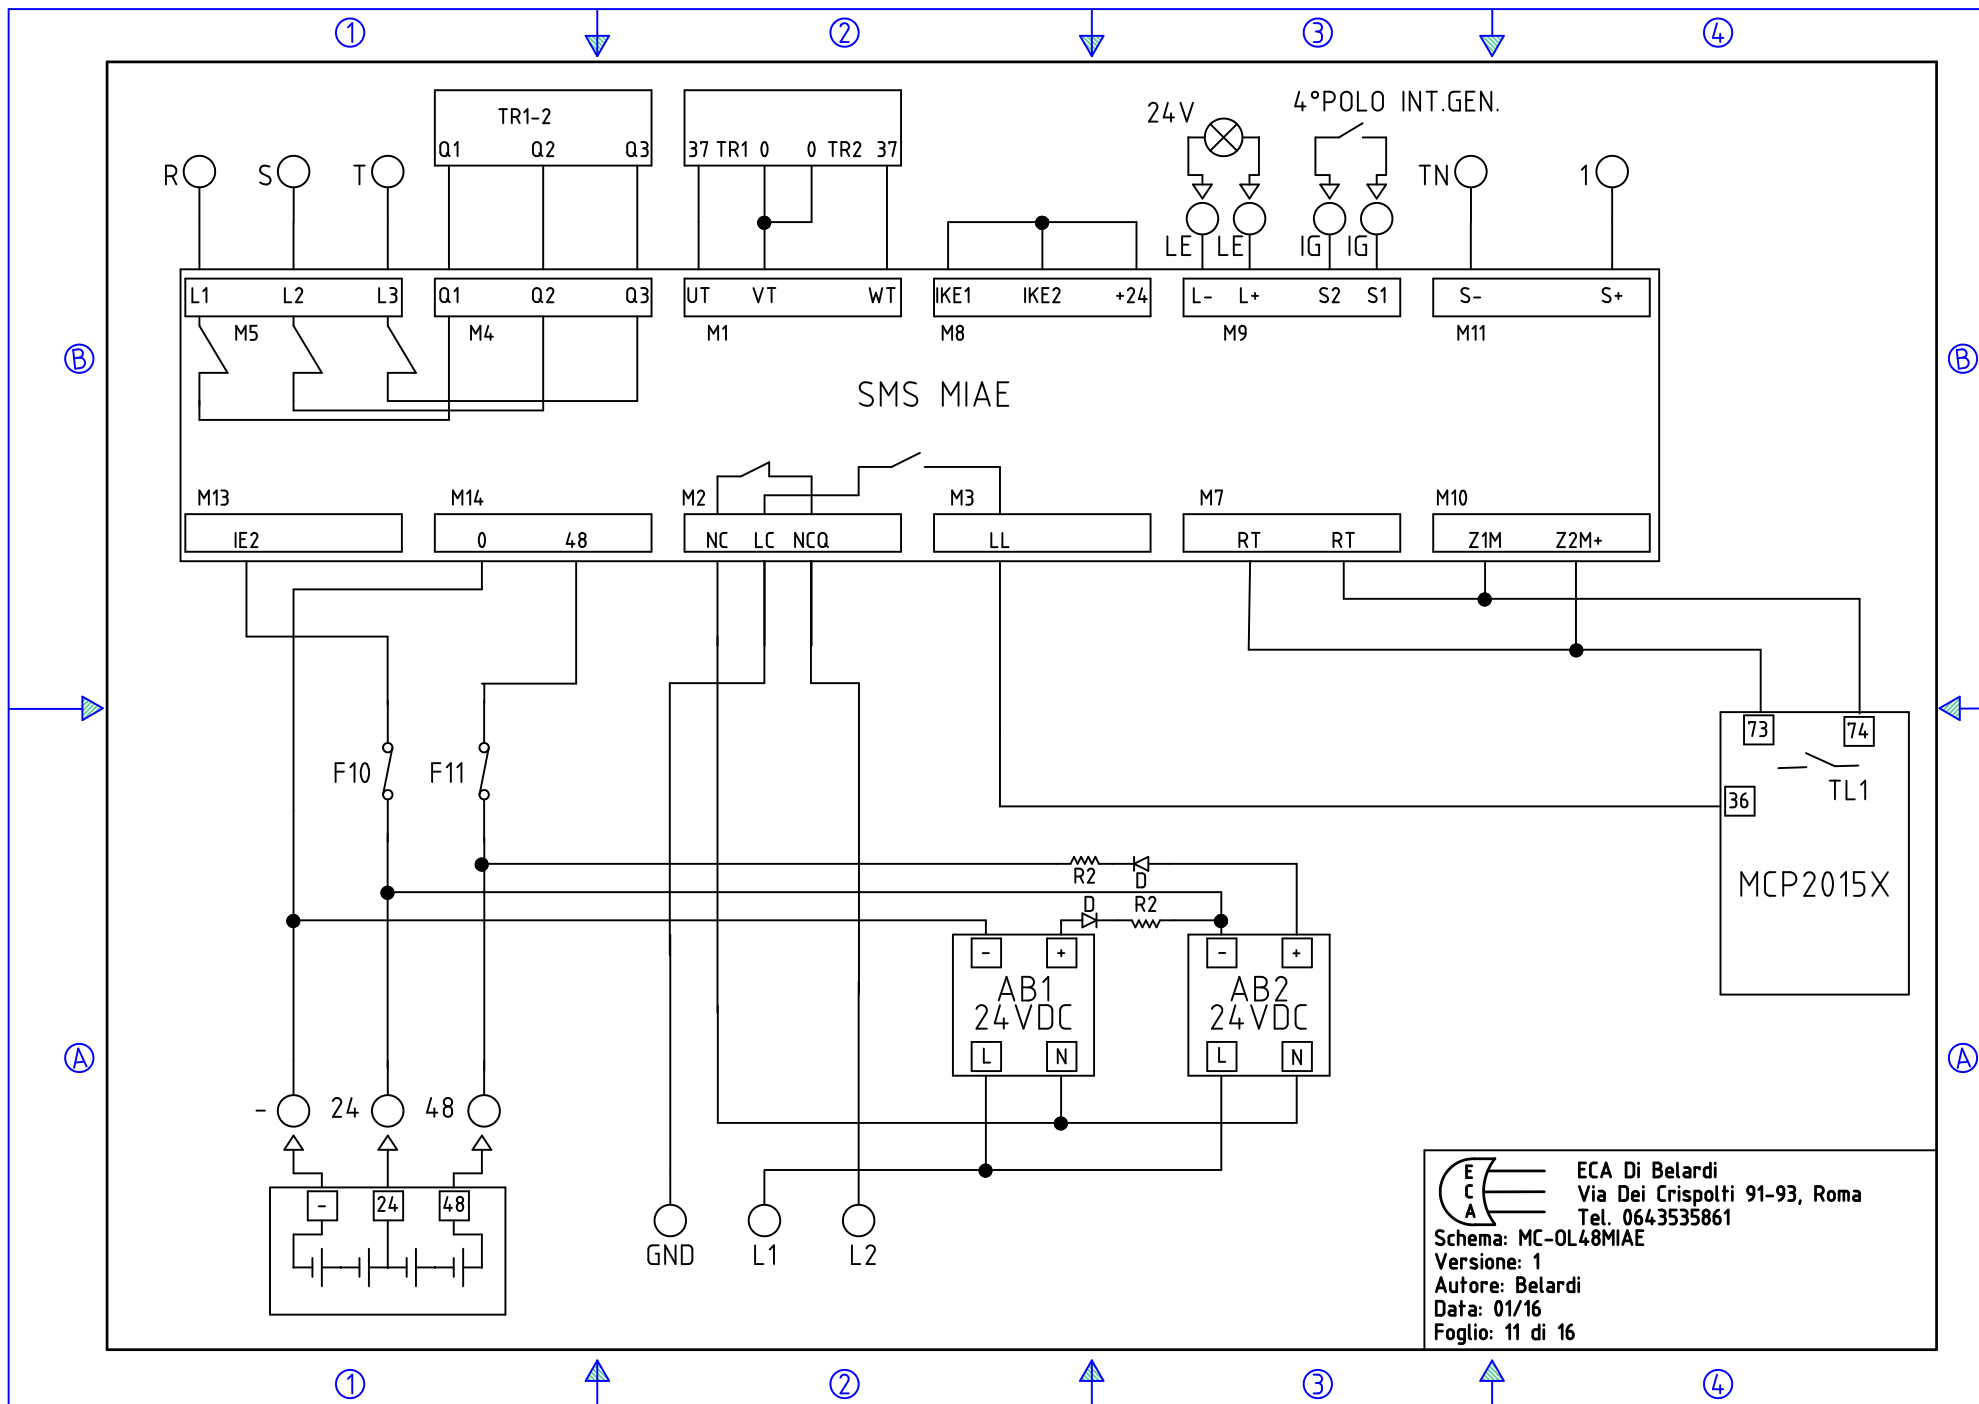 1 2 3 4
24V 4°POLO INT.GEN.
TR1-2
Q1 Q2 Q3
37 TR1 0 0 TR2 37
R S T TN 1
LE LE IG IG
L1 L2 L3 Q1 Q2 Q3 UT VT WT IKE1 IKE2 +24 L- L+ S2 S1 S- S+
M5 M4 M1 M8 M9 M11
B B
SMS MIAE
M13 M14 M2 M3 M7 M10
IE2 0 48 NC LC NCQ LL RT RT Z1M Z2M+
73 74
F10 F11
TL1
36
R2 D
MCP2015X
D R2
- + - +
AB1 AB2
24VDC 24VDC
L N L N
A A
- 24 48
- 24 48
GND L1 L2
E
C
A
ECA Di Belardi
Via Dei Crispolti 91-93, Roma
Tel. 0643535861
Schema: MC-OL48MIAE
Versione: 1
Autore: Belardi
Data: 01/16
Foglio: 11 di 16
1 2 3 4